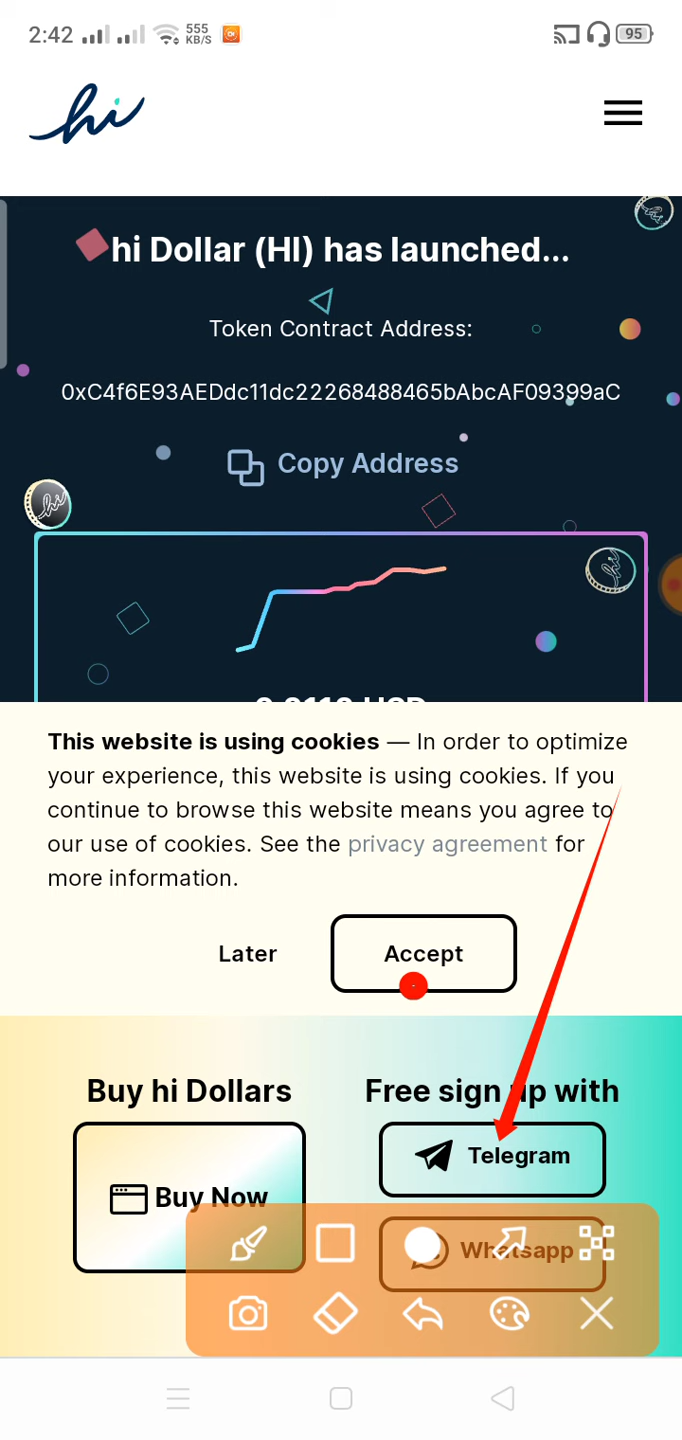 2:42 555 KB/S 95
hi
hi Dollar (HI) has launched...
Token Contract Address:
0xC4f6E93AEDdc11dc22268488465bAbcAF09399aC
Copy Address
This website is using cookies — In order to optimize
your experience, this website is using cookies. If you
continue to browse this website means you agree to
our use of cookies. See the privacy agreement for
more information.
Later
Accept
Buy hi Dollars
Free sign up with
Telegram
Buy Now
Whatsapp